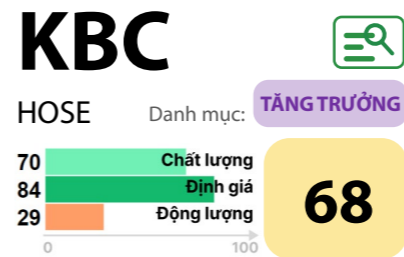 KBC
HOSE Danh mục: TĂNG TRƯỞNG
70 Chất lượng
84 Định giá
29 Động lượng
0 100
68